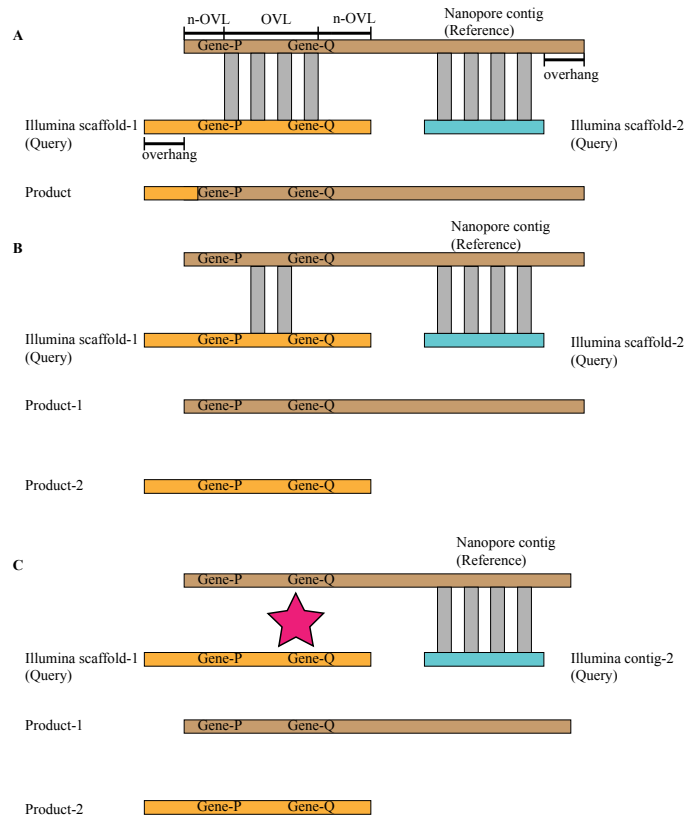 n-OVL OVL n-OVL
Nanopore contig
(Reference)
A
Gene-P Gene-Q
overhang
Illumina scaffold-1
(Query)
Gene-P Gene-Q
Illumina scaffold-2
(Query)
overhang
Product
Gene-P Gene-Q
B
Nanopore contig
(Reference)
Gene-P Gene-Q
Illumina scaffold-1
(Query)
Gene-P Gene-Q
Illumina scaffold-2
(Query)
Product-1
Gene-P Gene-Q
Product-2
Gene-P Gene-Q
C
Nanopore contig
(Reference)
Gene-P Gene-Q
Illumina scaffold-1
(Query)
Gene-P Gene-Q
Illumina contig-2
(Query)
Product-1
Gene-P Gene-Q
Product-2
Gene-P Gene-Q